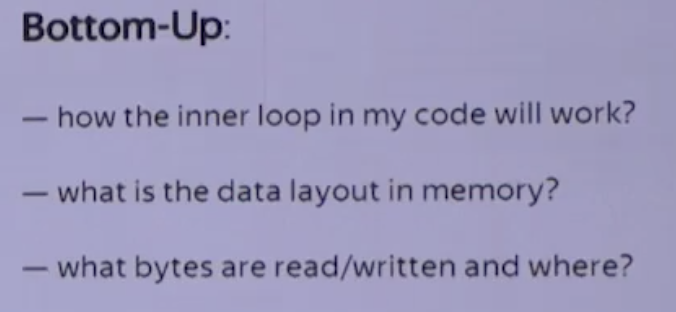 Bottom-Up:
— how the inner loop in my code will work?
— what is the data layout in memory?
— what bytes are read/written and where?